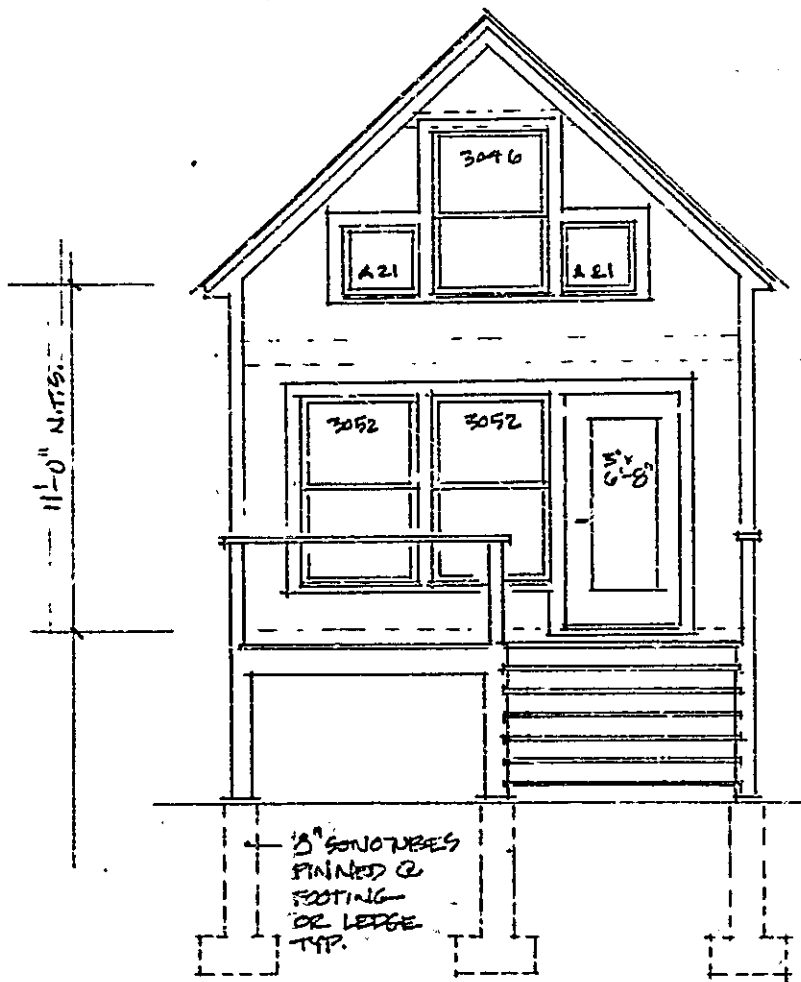 3046
A21
A21
11'-0" N.T.S.
3052
3052
3° x
6'-8"
8" SONOTUBES
PINNED @
FOOTING
OR LEDGE
TYP.